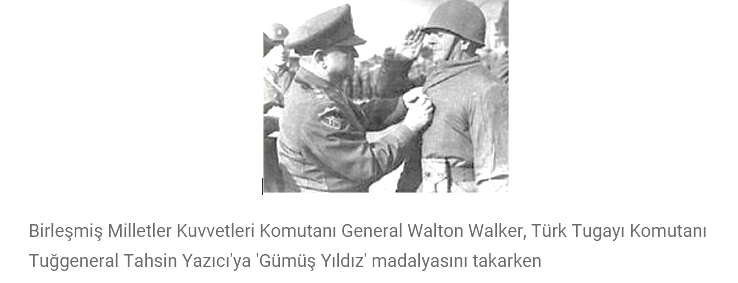 Birleşmiş Milletler Kuvvetleri Komutanı General Walton Walker, Türk Tugayı Komutanı
Tuğgeneral Tahsin Yazıcı'ya 'Gümüş Yıldız' madalyasını takarken